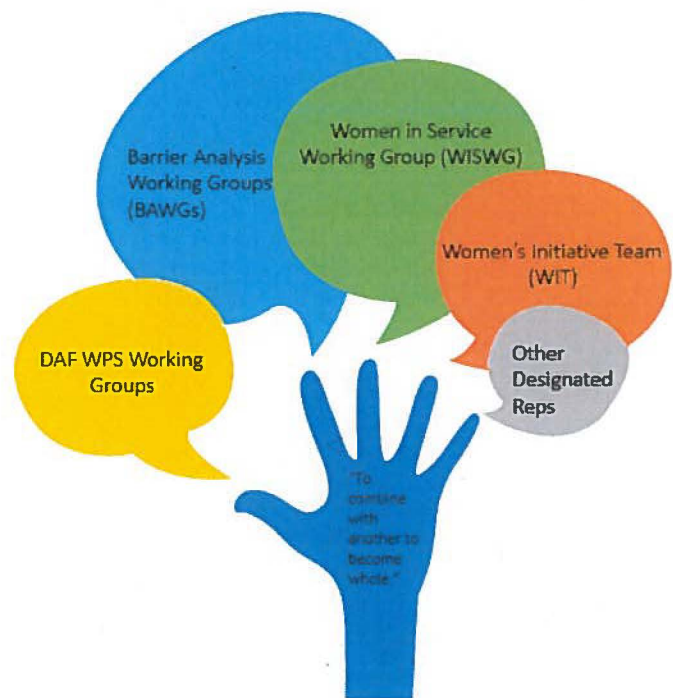 Barrier Analysis
Working Groups
(BAWGs)
Women in Service
Working Group (WISWG)
Women's Initiative Team
(WIT)
DAF WPS Working
Groups
Other
Designated
Reps
"To
combine
with
another to
become
whole."